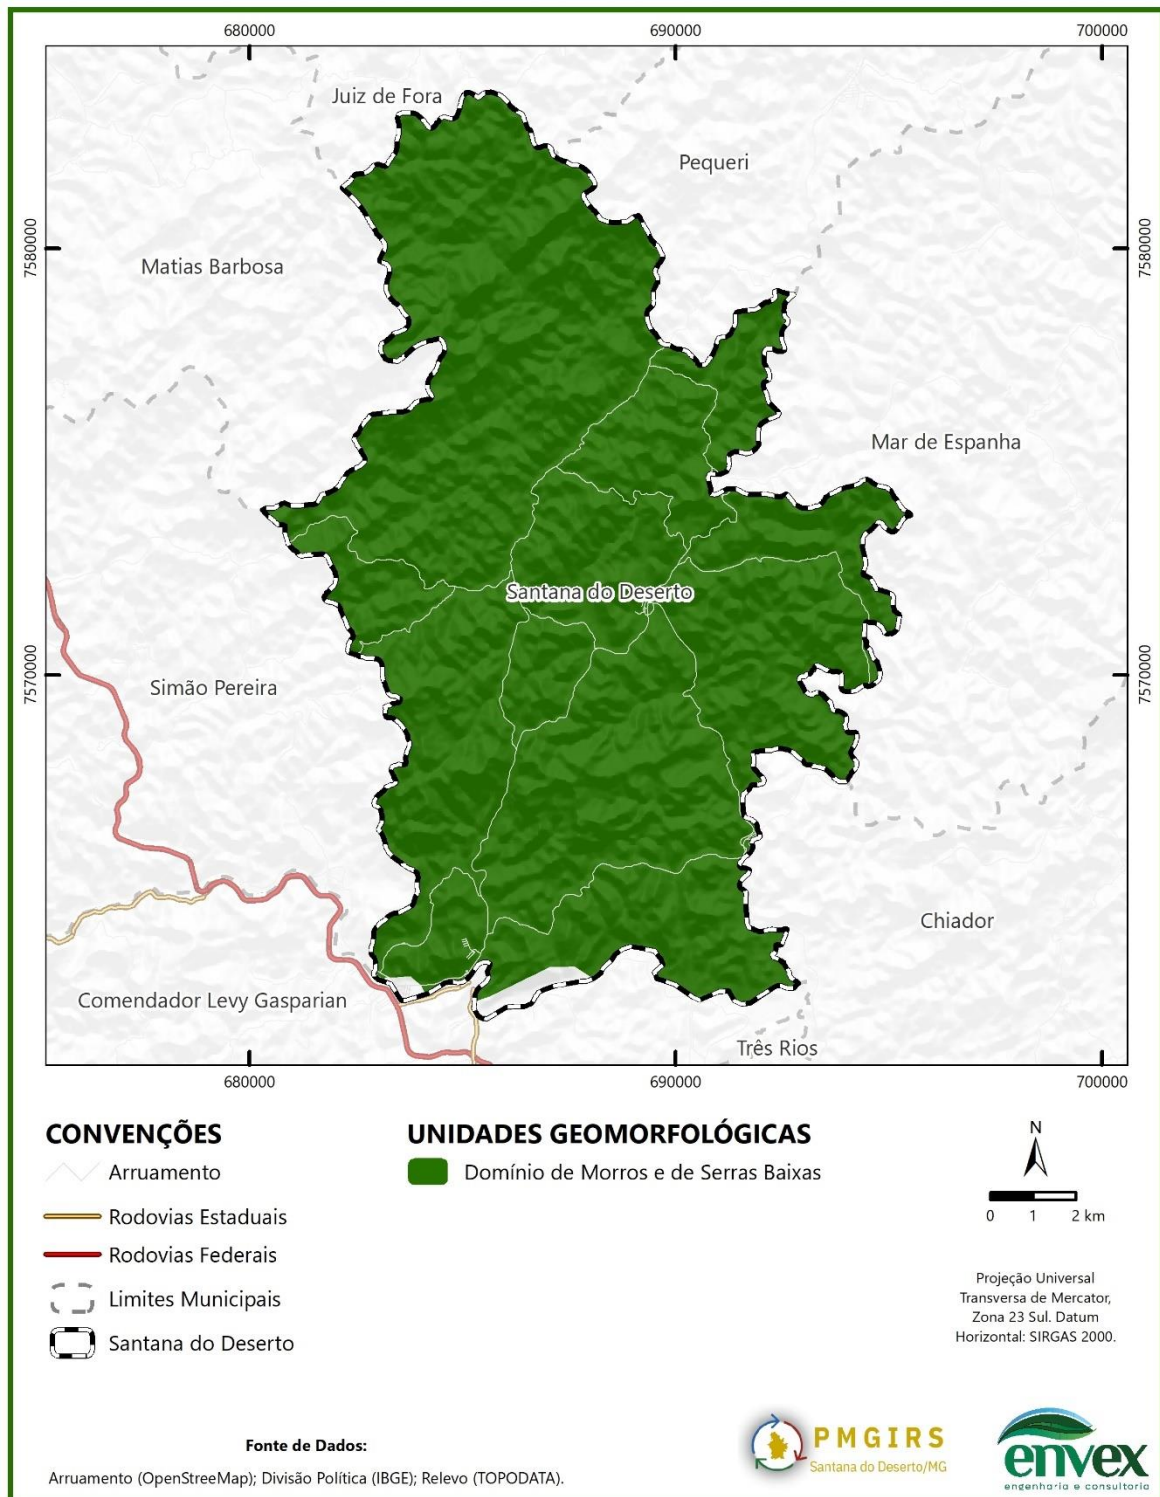 680000
690000
700000
Juiz de Fora
Pequeri
7580000
7580000
Matias Barbosa
Mar de Espanha
Santana do Deserto
7570000
7570000
Simão Pereira
Chiador
Comendador Levy Gasparian
Três Rios
680000
690000
700000
CONVENÇÕES
Arruamento
Rodovias Estaduais
Rodovias Federais
Limites Municipais
Santana do Deserto
UNIDADES GEOMORFOLÓGICAS
Domínio de Morros e de Serras Baixas
N
0 1 2 km
Projeção Universal
Transversa de Mercator,
Zona 23 Sul. Datum
Horizontal: SIRGAS 2000.
Fonte de Dados:
Arruamento (OpenStreeMap); Divisão Política (IBGE); Relevo (TOPODATA).
PMGIRS
Santana do Deserto/MG
envex
engenharia e consultoria